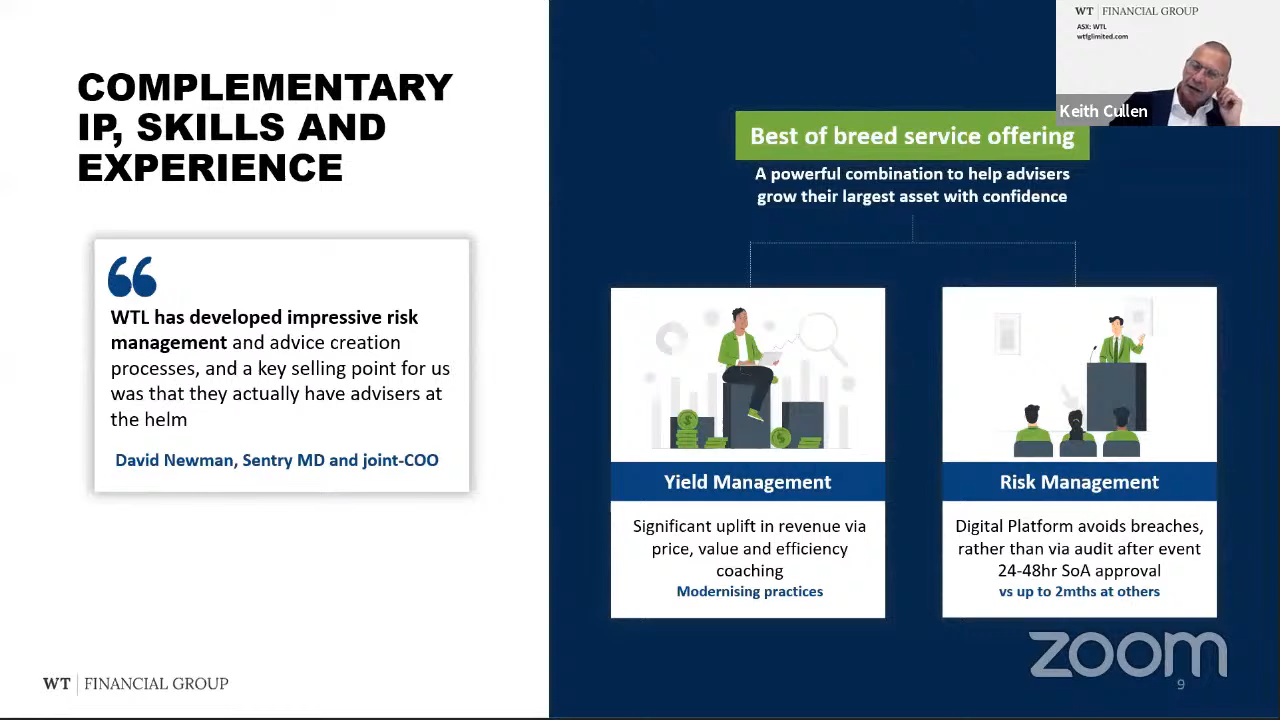 COMPLEMENTARY
IP, SKILLS AND
EXPERIENCE
“
WTL has developed impressive risk
management and advice creation
processes, and a key selling point for us
was that they actually have advisers at
the helm
David Newman, Sentry MD and joint-COO
WT | FINANCIAL GROUP
WT | FINANCIAL GROUP
ASX: WTL
wtfglimited.com
Keith Cullen
Best of breed service offering
A powerful combination to help advisers
grow their largest asset with confidence
Yield Management
Significant uplift in revenue via
price, value and efficiency
coaching
Modernising practices
Risk Management
Digital Platform avoids breaches,
rather than via audit after event
24-48hr SoA approval
vs up to 2mths at others
zoom
9